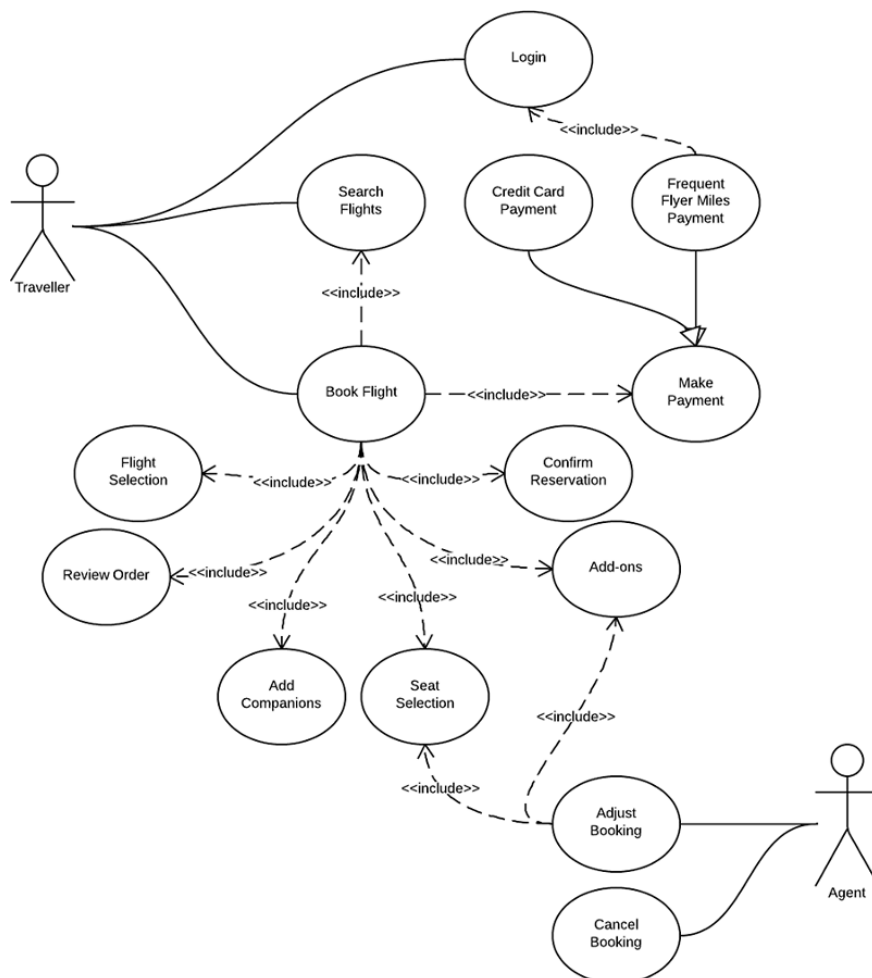 Login
<<include>>
Search
Flights
Credit Card
Payment
Frequent
Flyer Miles
Payment
Traveller
<<include>>
Book Flight
<<include>>
Make
Payment
Flight
Selection
<<include>>
<<include>>
Confirm
Reservation
Review Order
<<include>>
<<include>>
Add-ons
<<include>>
<<include>>
Add
Companions
Seat
Selection
<<include>>
<<include>>
Adjust
Booking
Agent
Cancel
Booking